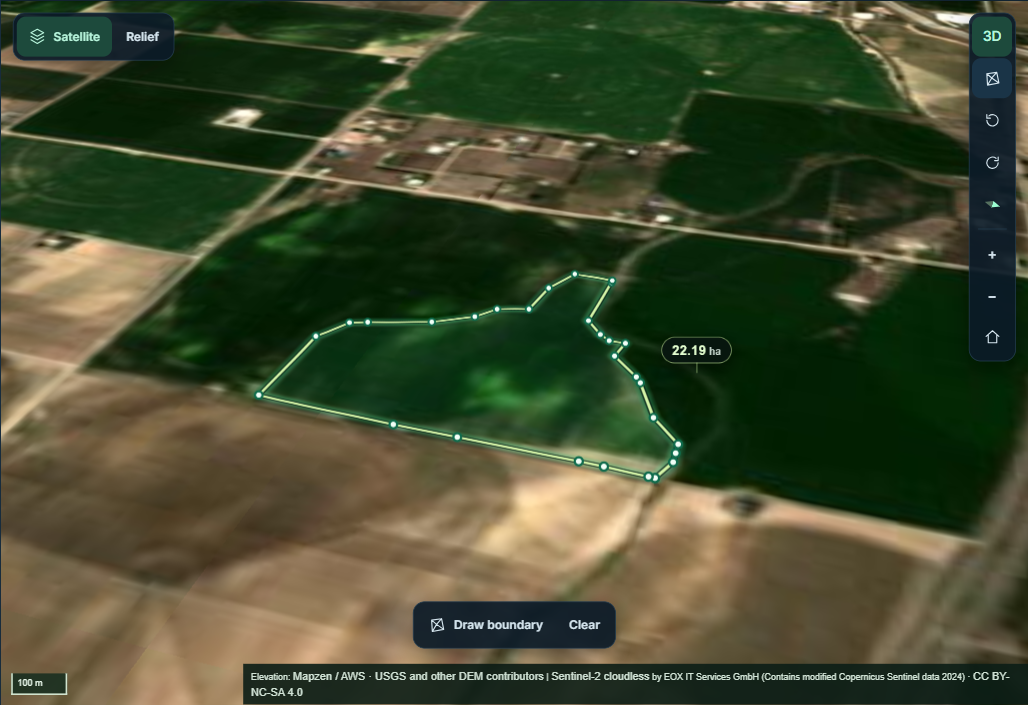 Satellite Relief
3D
22.19 ha
+
−
Draw boundary Clear
100 m
Elevation: Mapzen / AWS · USGS and other DEM contributors | Sentinel-2 cloudless by EOX IT Services GmbH (Contains modified Copernicus Sentinel data 2024) · CC BY-
NC-SA 4.0